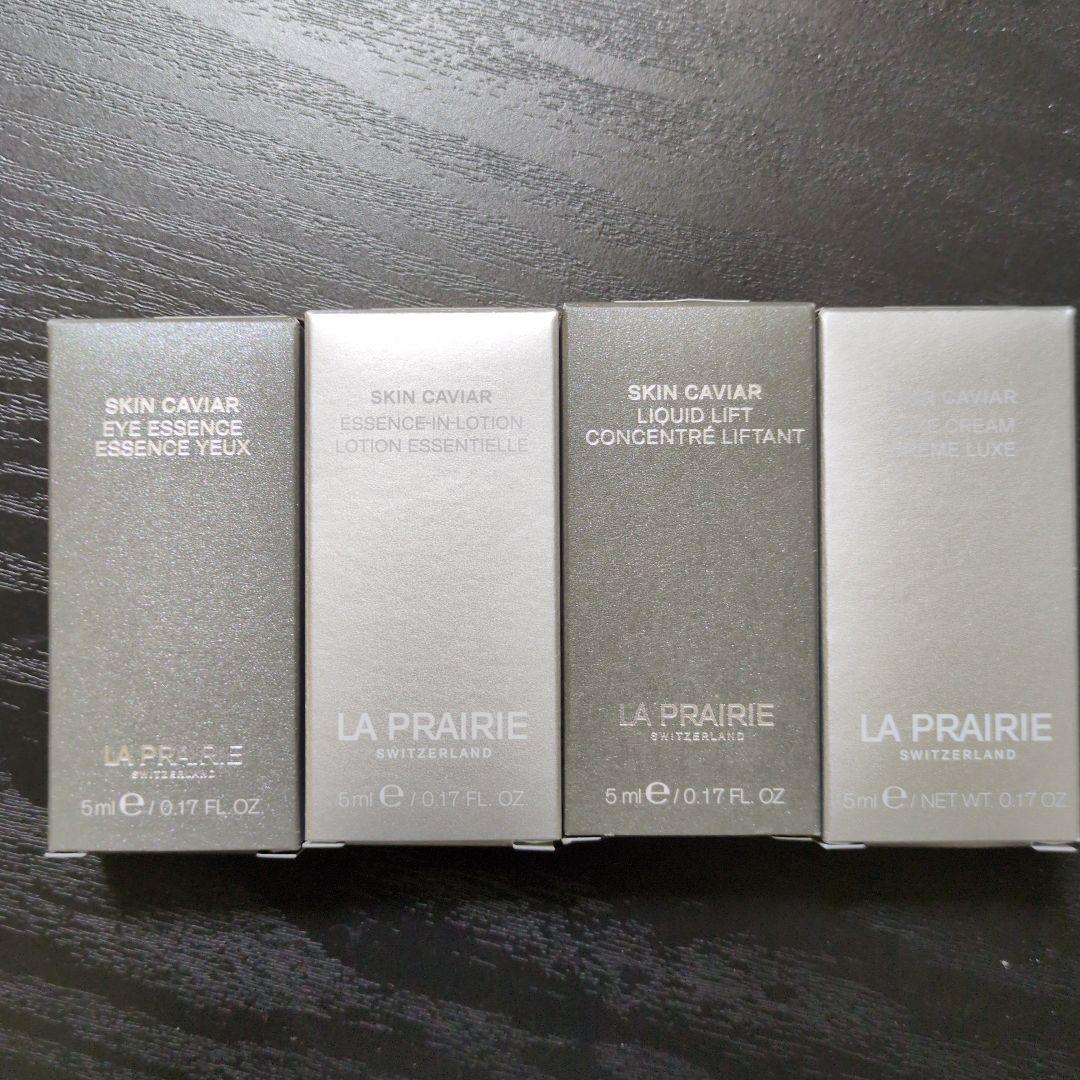 SKIN CAVIAR
EYE ESSENCE
ESSENCE YEUX
LA PRAIRIE
SWITZERLAND
5ml e / 0.17 FL. OZ.
SKIN CAVIAR
ESSENCE-IN-LOTION
LOTION ESSENTIELLE
LA PRAIRIE
SWITZERLAND
5ml e / 0.17 FL. OZ.
SKIN CAVIAR
LIQUID LIFT
CONCENTRÉ LIFTANT
LA PRAIRIE
SWITZERLAND
5ml e / 0.17 FL. OZ
CAVIAR
CREAM
LUXE
LA PRAIRIE
SWITZERLAND
5ml e / NET WT. 0.17 OZ